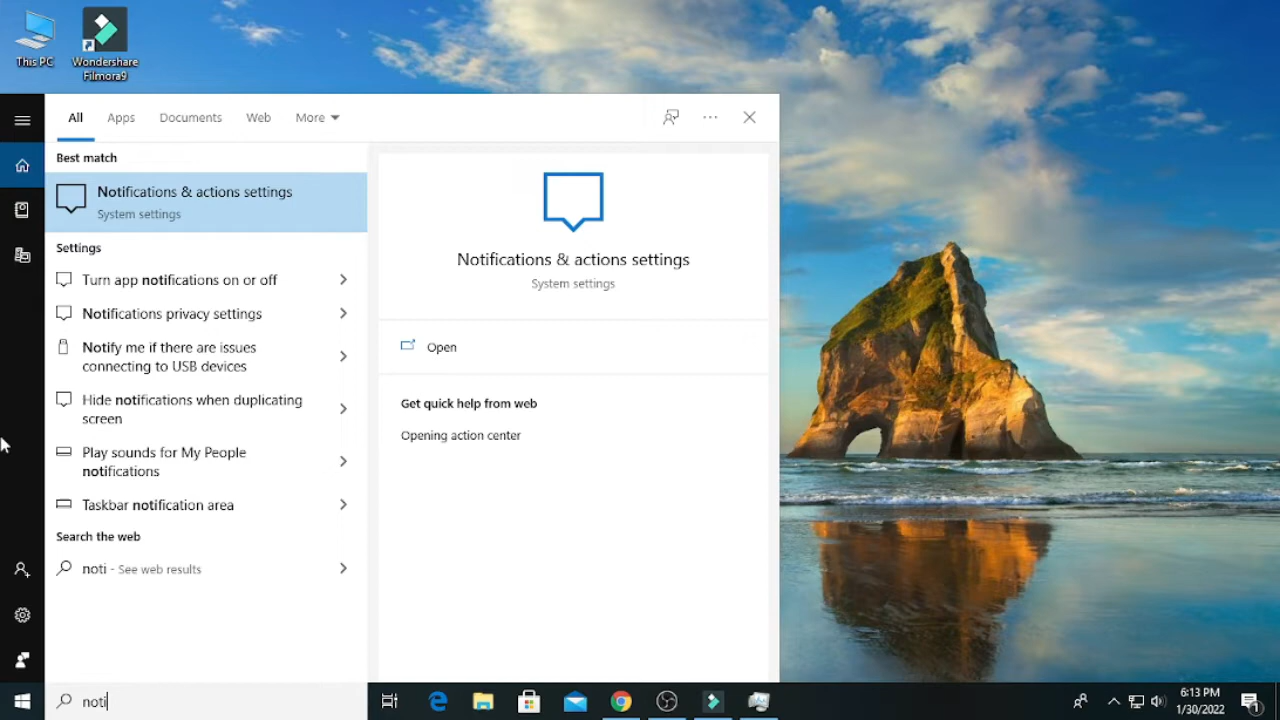 This PC
Wondershare
Filmora9
All
Apps
Documents
Web
More
Best match
Notifications & actions settings
System settings
Settings
Turn app notifications on or off
Notifications privacy settings
Notify me if there are issues
connecting to USB devices
Hide notifications when duplicating
screen
Play sounds for My People
notifications
Taskbar notification area
Search the web
noti - See web results
Notifications & actions settings
System settings
Open
Get quick help from web
Opening action center
noti
6:13 PM
1/30/2022
1